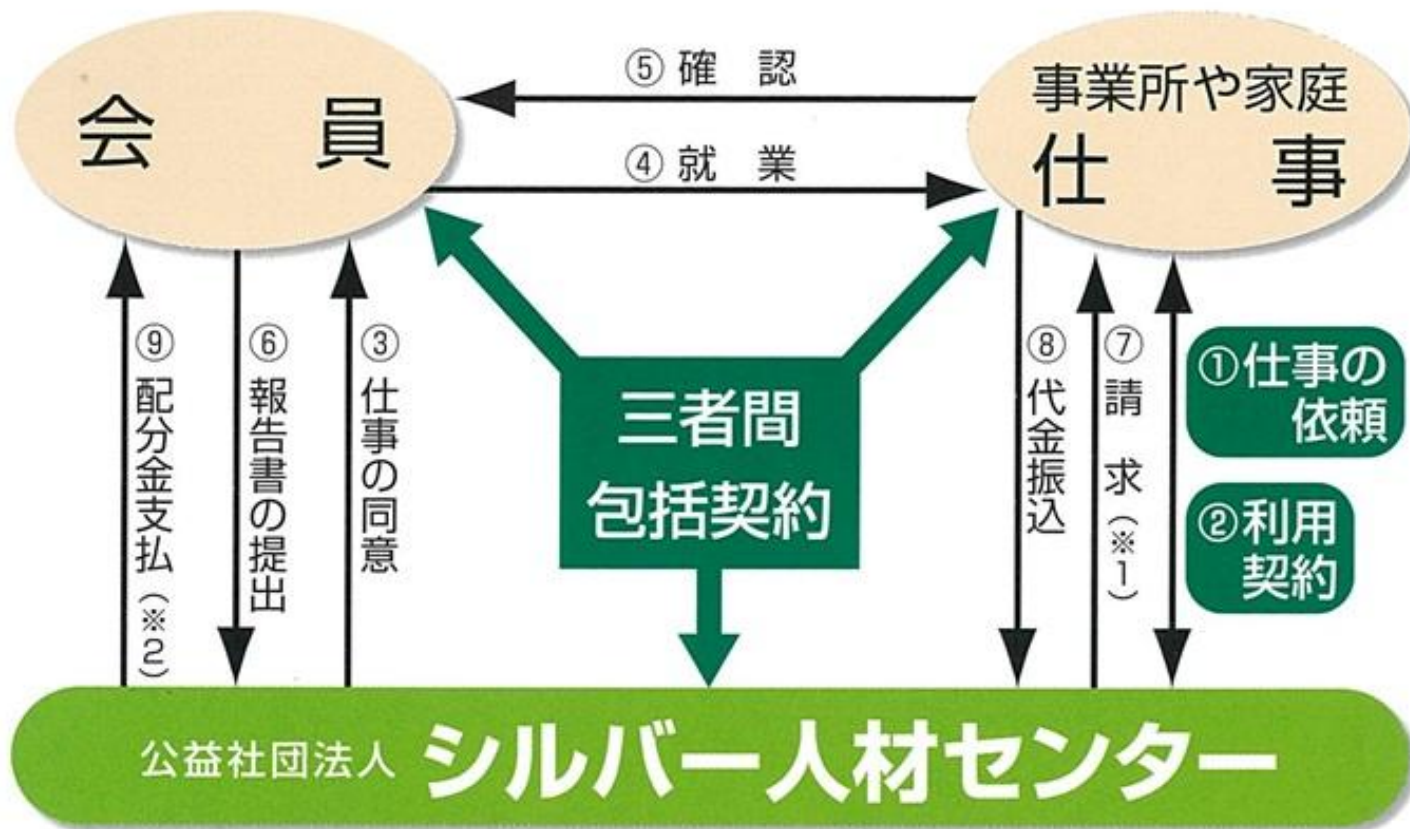 会　員
⑤ 確　認
④ 就　業
事業所や家庭
仕　事
⑨ 配分金支払（※2）
⑥ 報告書の提出
③ 仕事の同意
三者間
包括契約
⑧ 代金振込
⑦ 請　求（※1）
①仕事の
依頼
②利用
契約
公益社団法人 シルバー人材センター